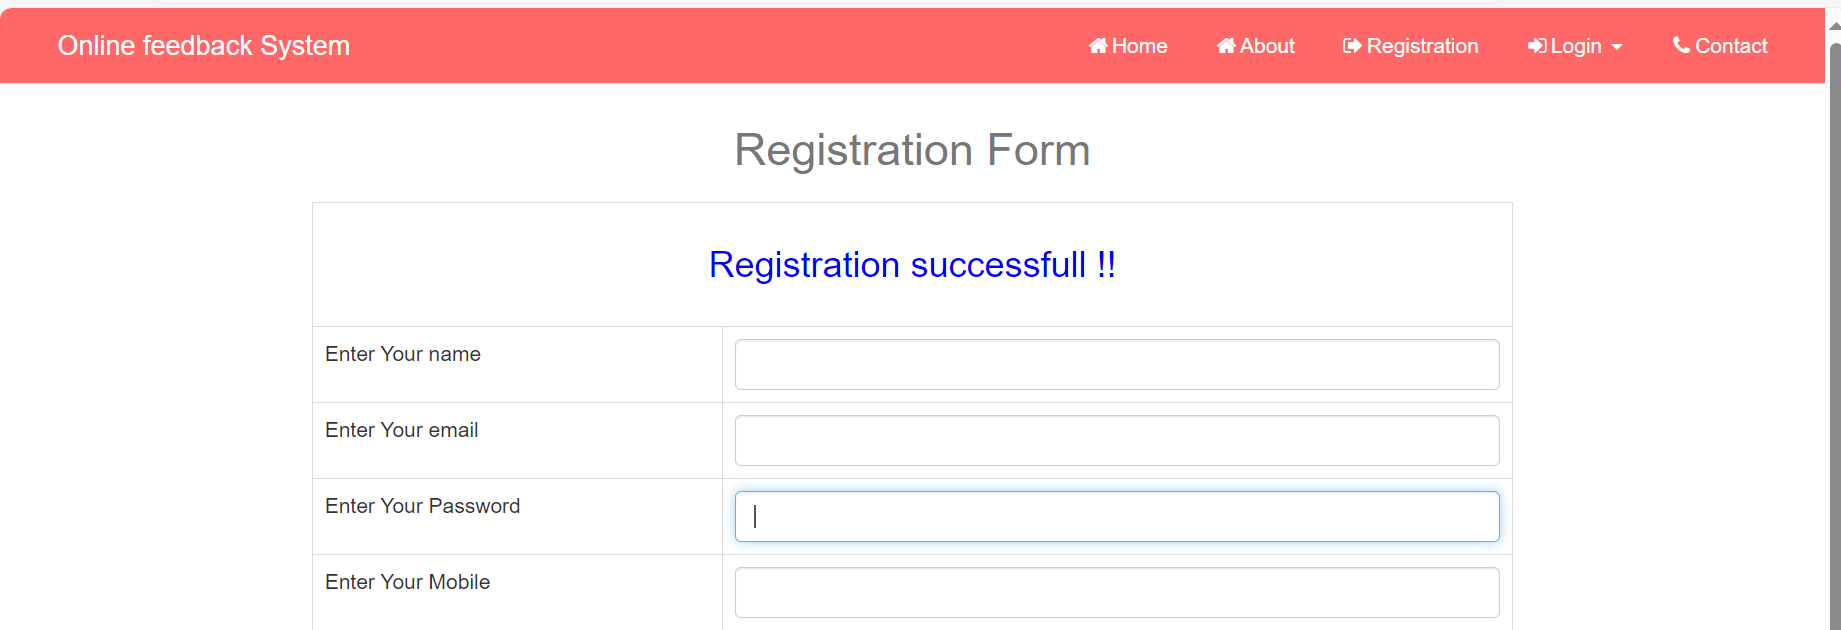 Online feedback System
Home About Registration Login Contact
Registration Form
Registration successfull !!
Enter Your name
Enter Your email
Enter Your Password
Enter Your Mobile